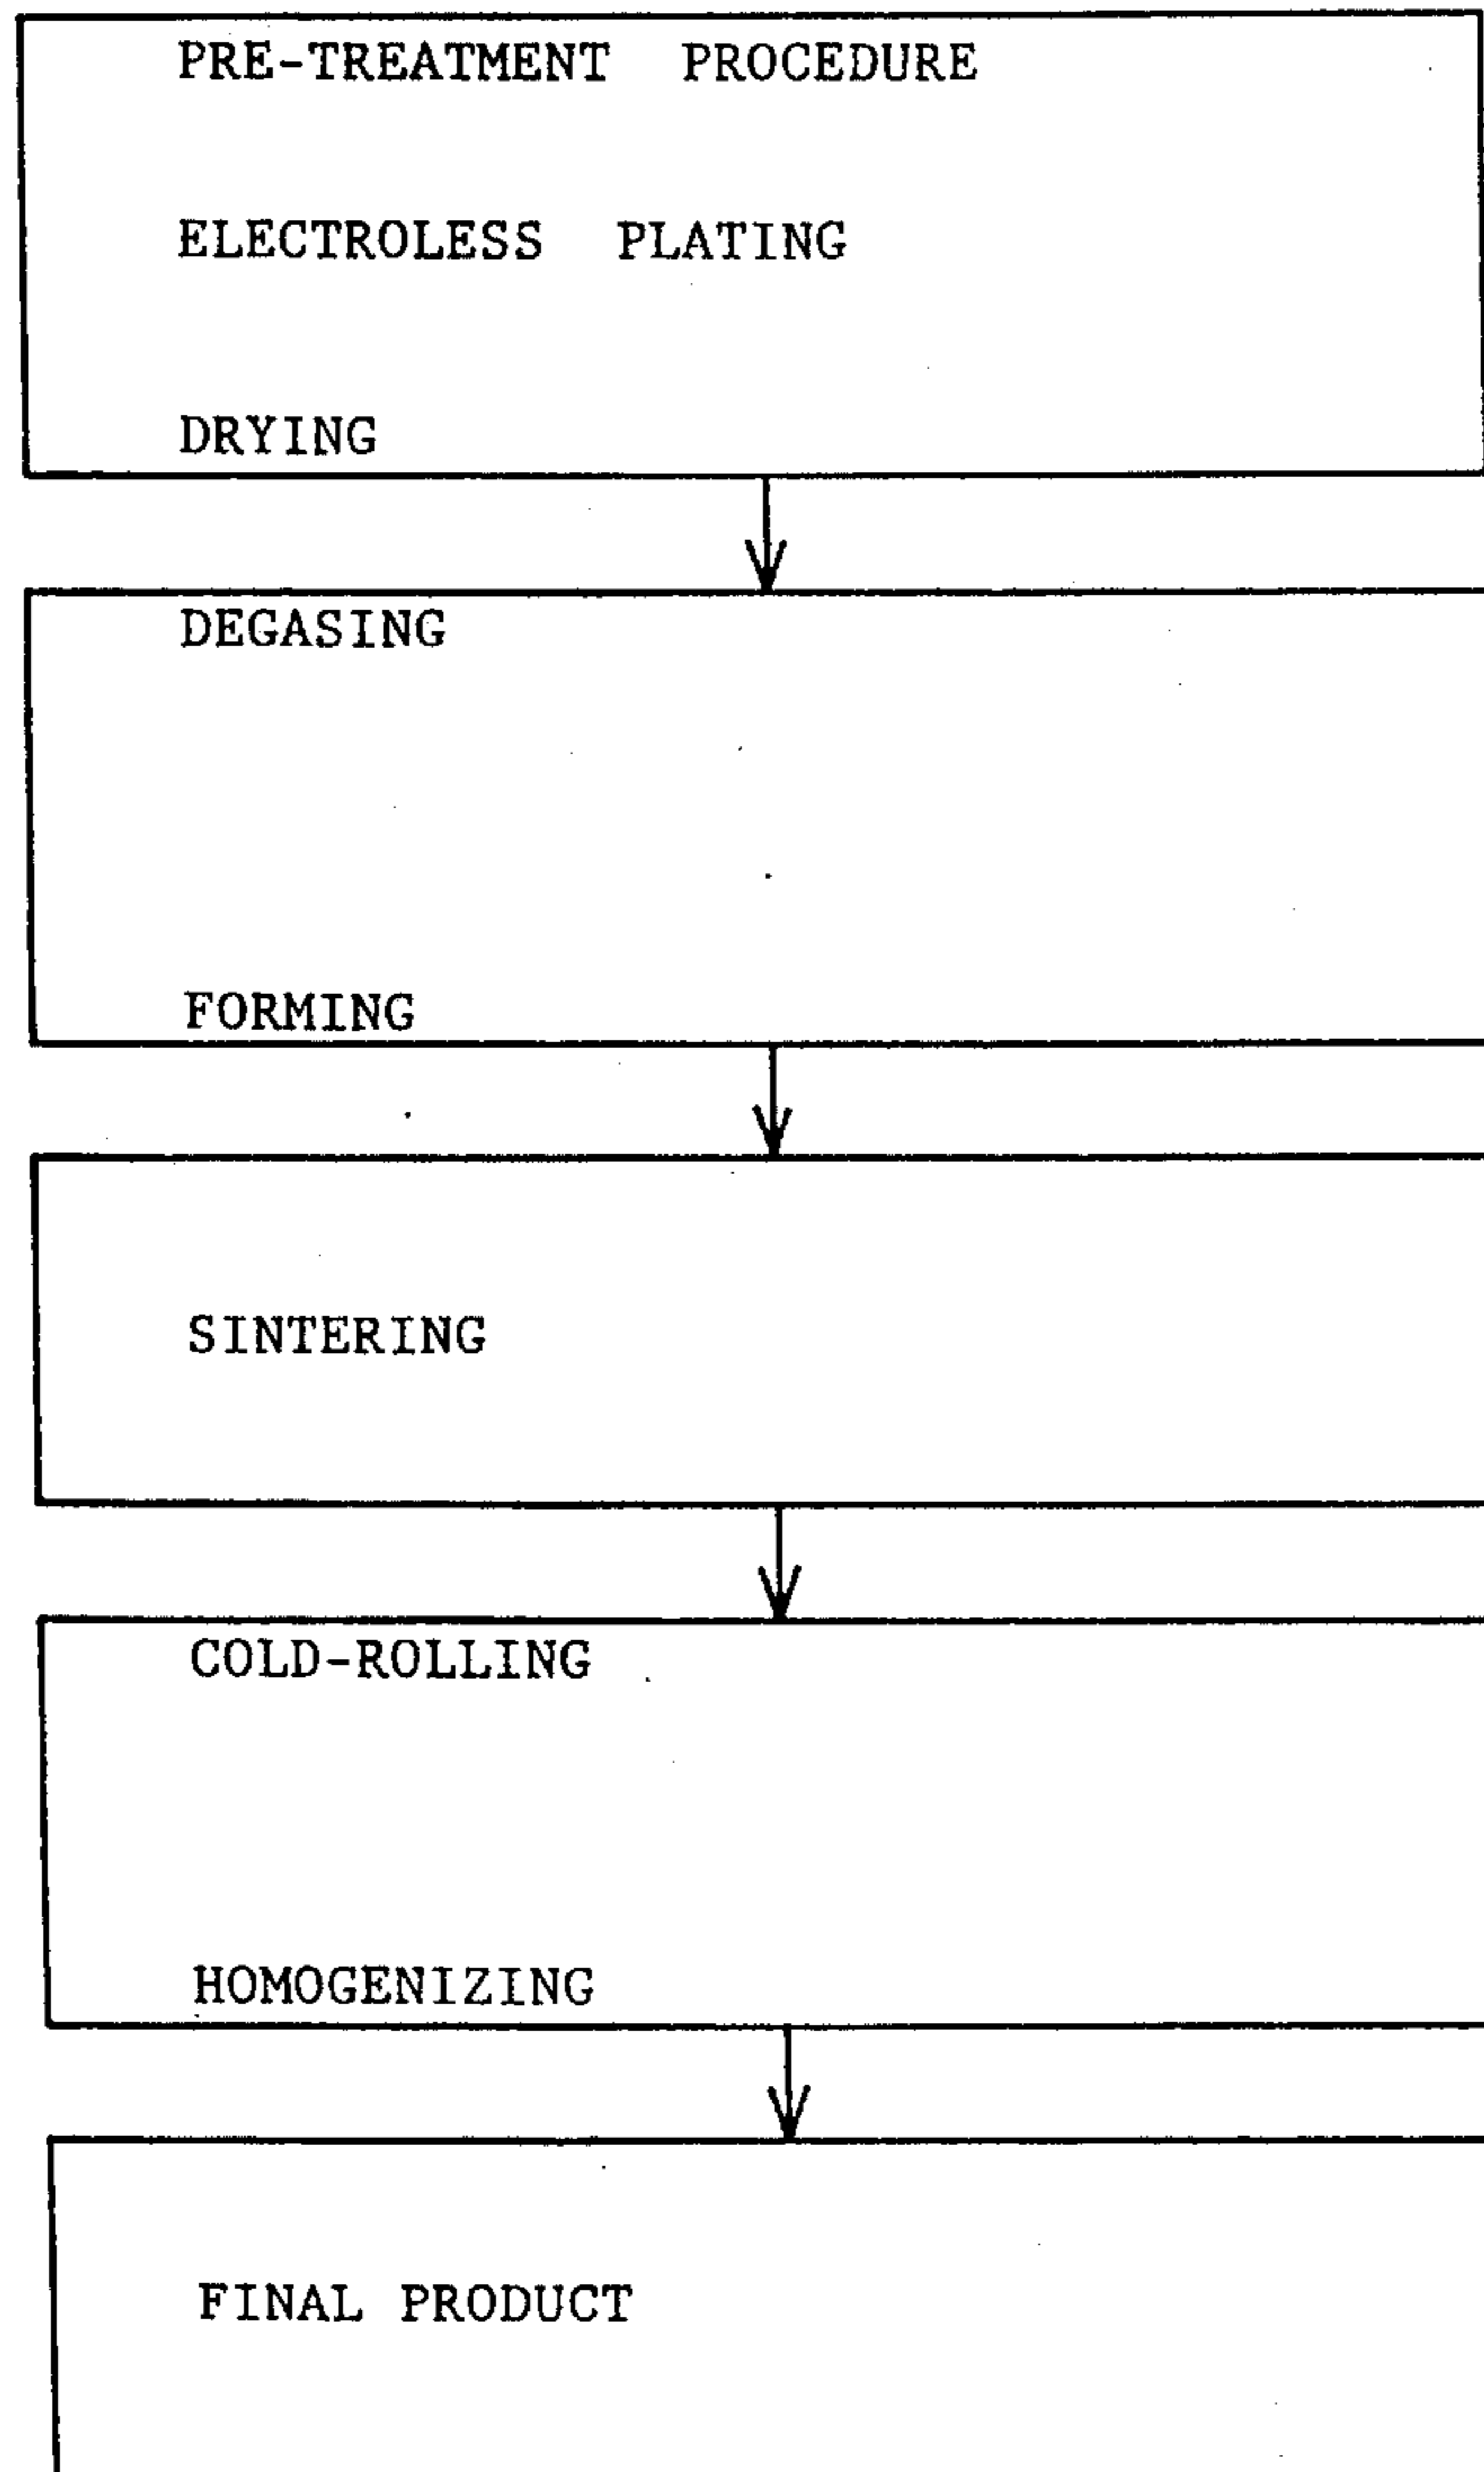 PRE-TREATMENT PROCEDURE
ELECTROLESS PLATING
DRYING
DEGASING
FORMING
SINTERING
COLD-ROLLING
HOMOGENIZING
FINAL PRODUCT